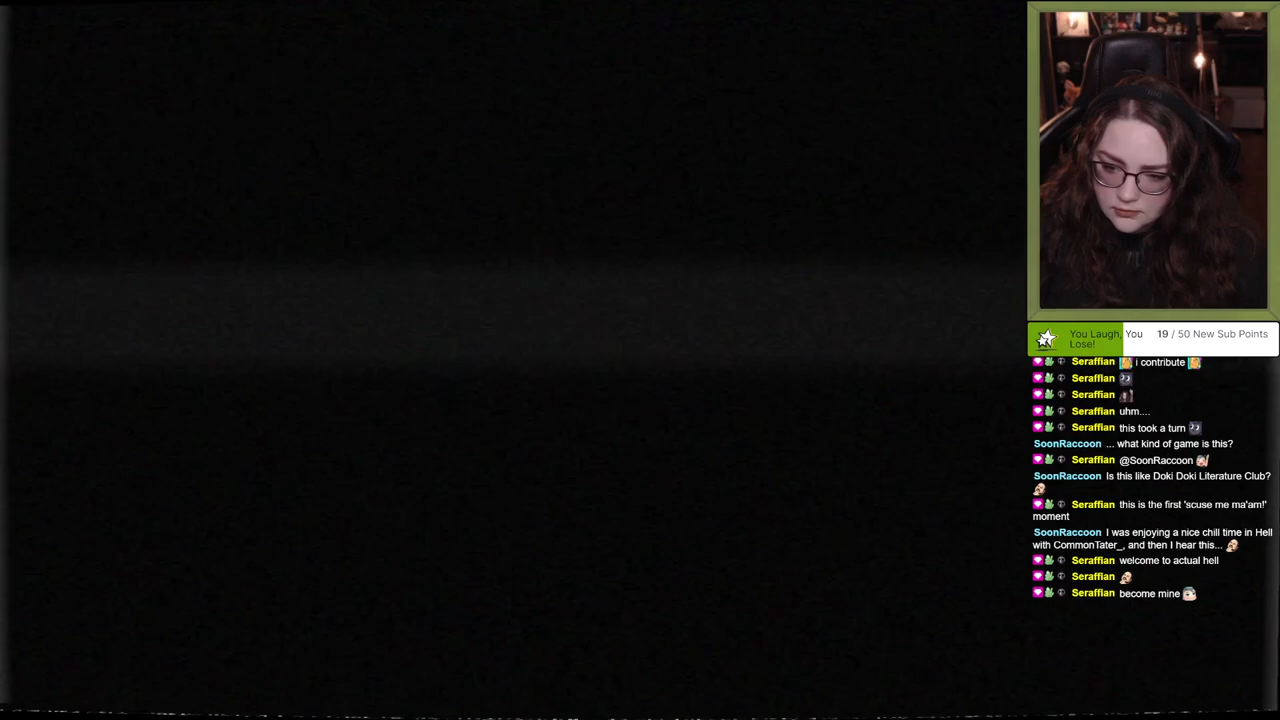 You Laugh, You
Lose!
19 / 50 New Sub Points
Seraffian i contribute
Seraffian
Seraffian
Seraffian uhm....
Seraffian this took a turn
SoonRaccoon ... what kind of game is this?
Seraffian @SoonRaccoon
SoonRaccoon Is this like Doki Doki Literature Club?
Seraffian this is the first 'scuse me ma'am!'
moment
SoonRaccoon I was enjoying a nice chill time in Hell
with CommonTater_, and then I hear this...
Seraffian welcome to actual hell
Seraffian
Seraffian become mine